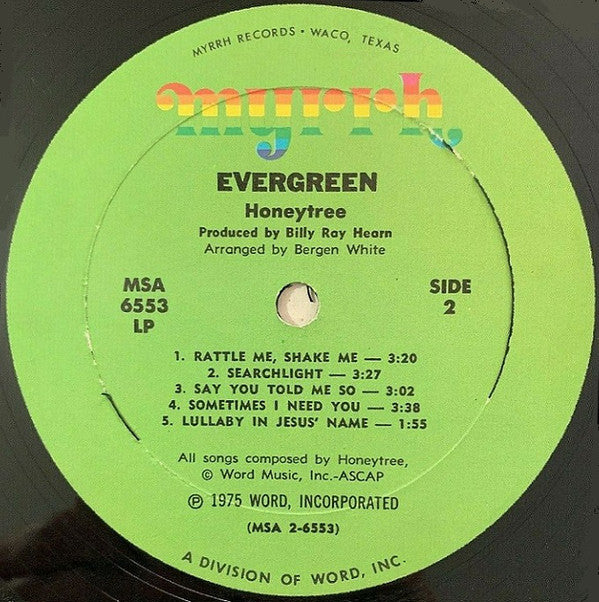 MYRRH RECORDS • WACO, TEXAS
myrrh
EVERGREEN
Honeytree
Produced by Billy Ray Hearn
Arranged by Bergen White
MSA
6553
LP
SIDE
2
1. RATTLE ME, SHAKE ME — 3:20
2. SEARCHLIGHT — 3:27
3. SAY YOU TOLD ME SO — 3:02
4. SOMETIMES I NEED YOU — 3:38
5. LULLABY IN JESUS' NAME — 1:55
All songs composed by Honeytree,
© Word Music, Inc.-ASCAP
℗ 1975 WORD, INCORPORATED
(MSA 2-6553)
A DIVISION OF WORD, INC.